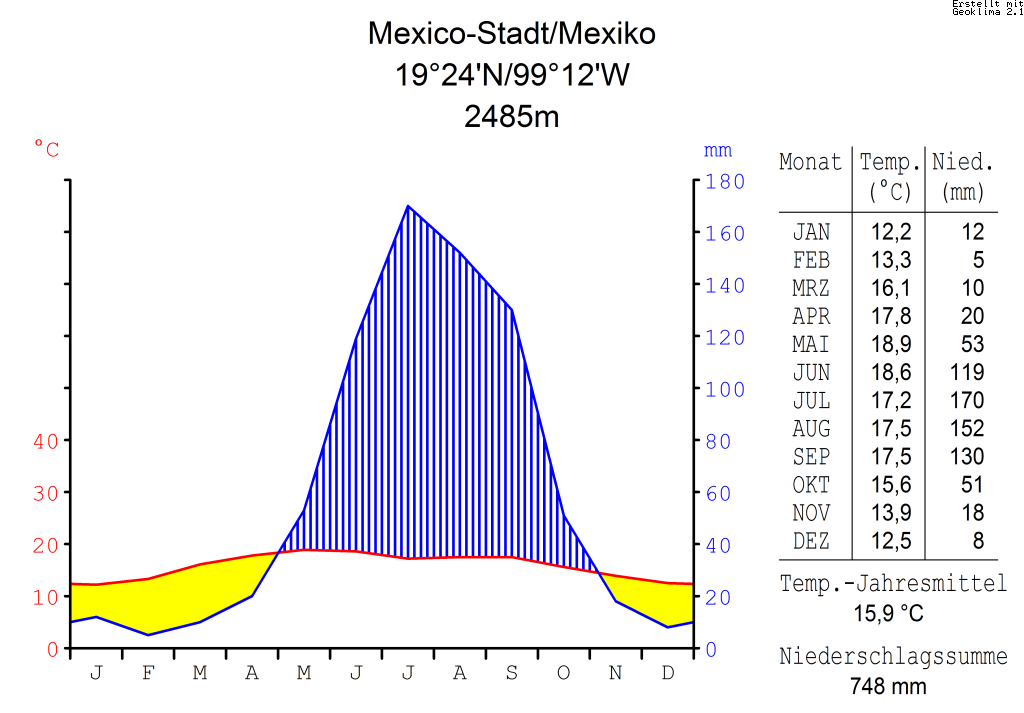 Erstellt mit
Geoklima 2.1
Mexico-Stadt/Mexiko
19°24'N/99°12'W
2485m
°C
mm
180
160
140
120
100
40 80
30 60
20 40
10 20
0 0
J F M A M J J A S O N D
Monat Temp. Nied.
(°C) (mm)
JAN 12,2 12
FEB 13,3 5
MRZ 16,1 10
APR 17,8 20
MAI 18,9 53
JUN 18,6 119
JUL 17,2 170
AUG 17,5 152
SEP 17,5 130
OKT 15,6 51
NOV 13,9 18
DEZ 12,5 8
Temp.-Jahresmittel
15,9 °C
Niederschlagssumme
748 mm